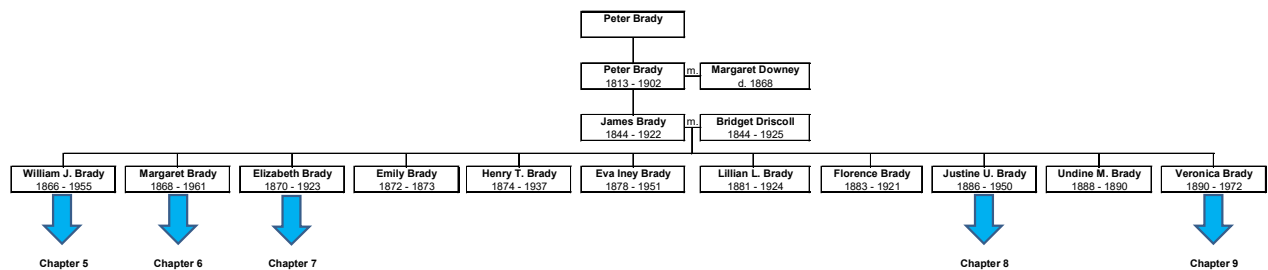 Peter Brady
Peter Brady
1813 - 1902
m.
Margaret Downey
d. 1868
James Brady
1844 - 1922
m.
Bridget Driscoll
1844 - 1925
William J. Brady
1866 - 1955
Margaret Brady
1868 - 1961
Elizabeth Brady
1870 - 1923
Emily Brady
1872 - 1873
Henry T. Brady
1874 - 1937
Eva Iney Brady
1878 - 1951
Lillian L. Brady
1881 - 1924
Florence Brady
1883 - 1921
Justine U. Brady
1886 - 1950
Undine M. Brady
1888 - 1890
Veronica Brady
1890 - 1972
Chapter 5
Chapter 6
Chapter 7
Chapter 8
Chapter 9